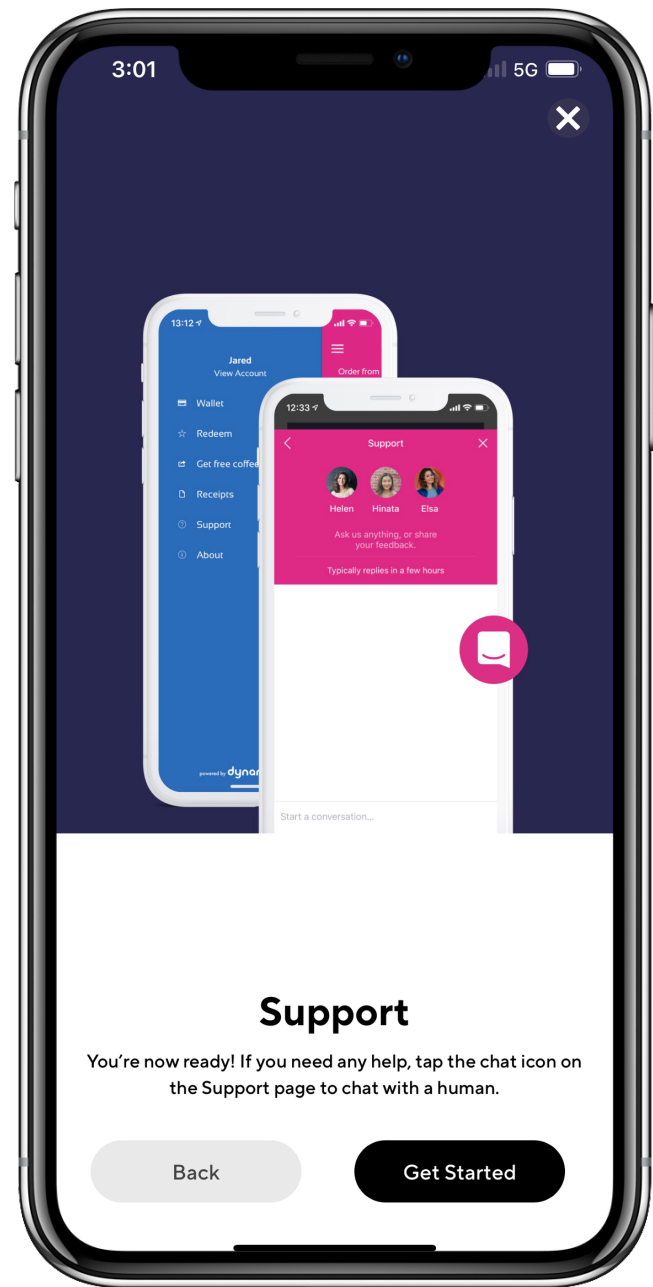 3:01
5G
13:12
Jared
View Account
Order from
Wallet
Redeem
Get free coffee
Receipts
Support
About
powered by
12:33
Support
Helen
Hinata
Elsa
Ask us anything, or share
your feedback.
Typically replies in a few hours
Start a conversation...
Support
You’re now ready! If you need any help, tap the chat icon on
the Support page to chat with a human.
Back
Get Started